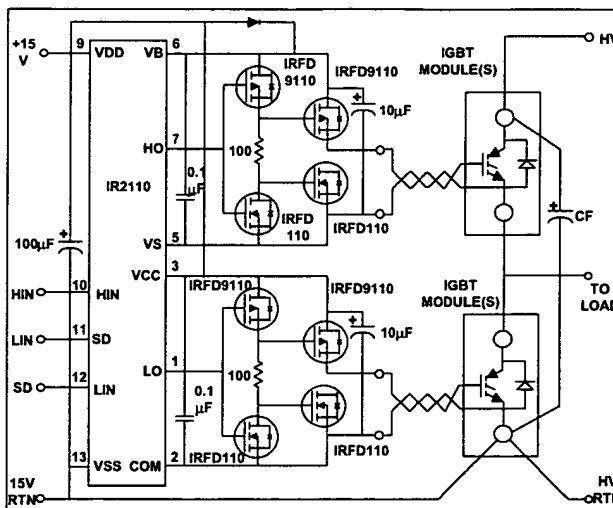 +15
V
9
VDD
VB
6
IRFD
9110
IRFD9110
10μF
+
HO
7
100
0.1
μF
IR2110
IRFD
110
IRFD110
VS
5
100μF
+
VCC
3
IRFD9110
IRFD9110
HIN
10
HIN
LIN
11
SD
SD
12
LIN
LO
1
0.1
μF
100
+
10μF
IRFD110
13
VSS
COM
2
15V
RTN
IGBT
MODULE(S)
HV
+
CF
IGBT
MODULE(S)
TO
LOAD
HV
RTN